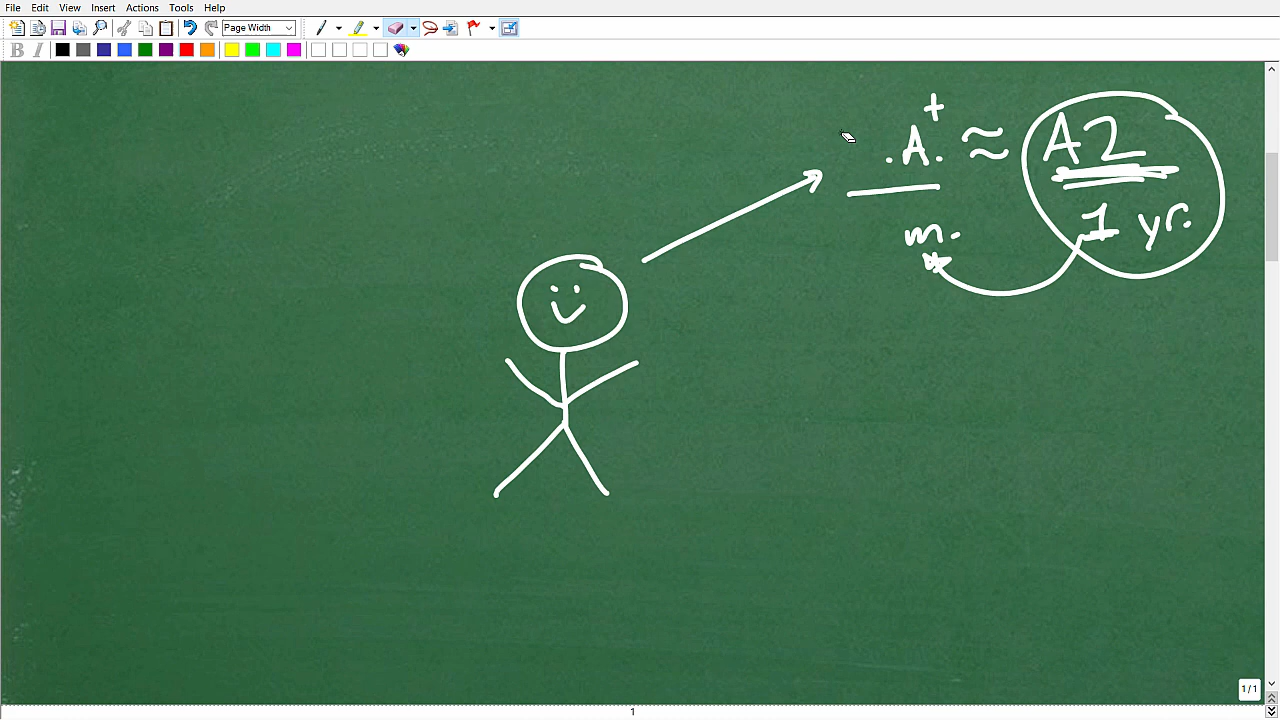 File Edit View Insert Actions Tools Help
Page Width
B I
.A.+ ≈ A2
m. 1 yr.
1/1
1